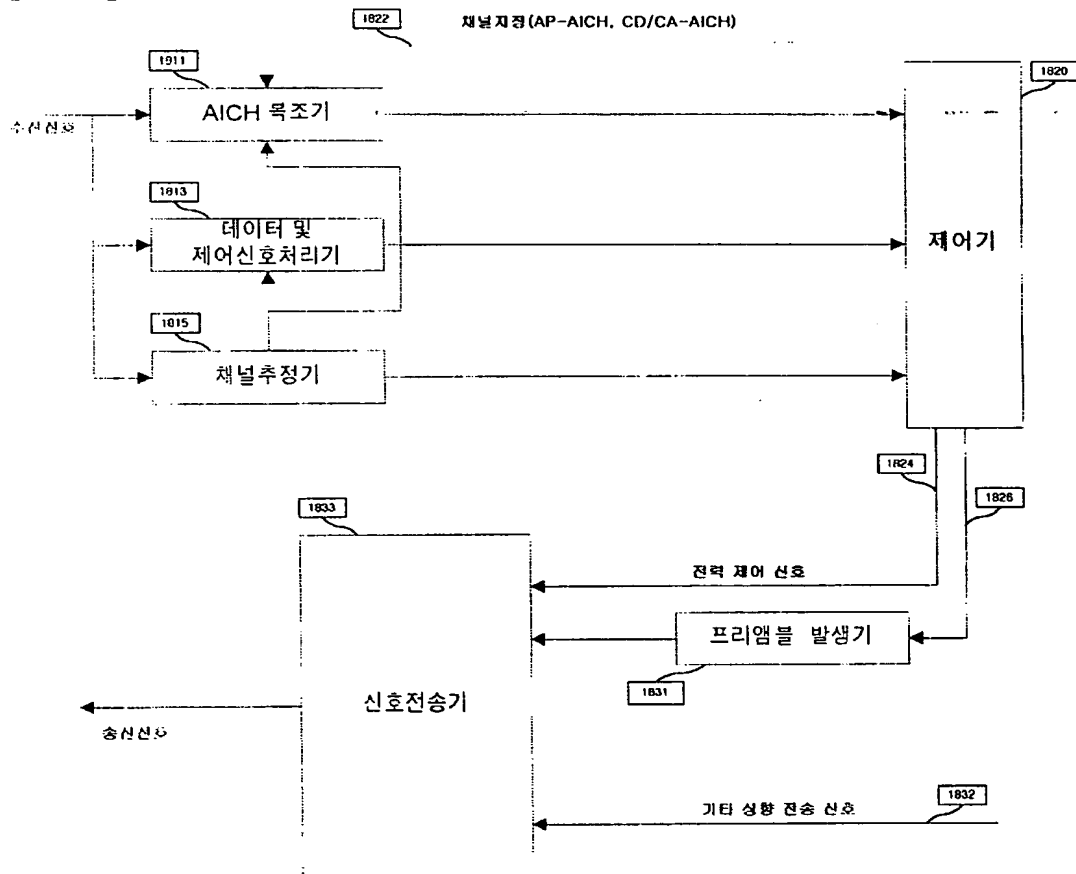 1822
채널지정(AP-AICH, CD/CA-AICH)
1811
1820
AICH 복조기
수신신호
1813
데이터 및
제어신호처리기
제어기
1815
채널추정기
1824
1826
1833
전력 제어 신호
프리앰블 발생기
1831
신호전송기
송신신호
1832
기타 상향 전송 신호